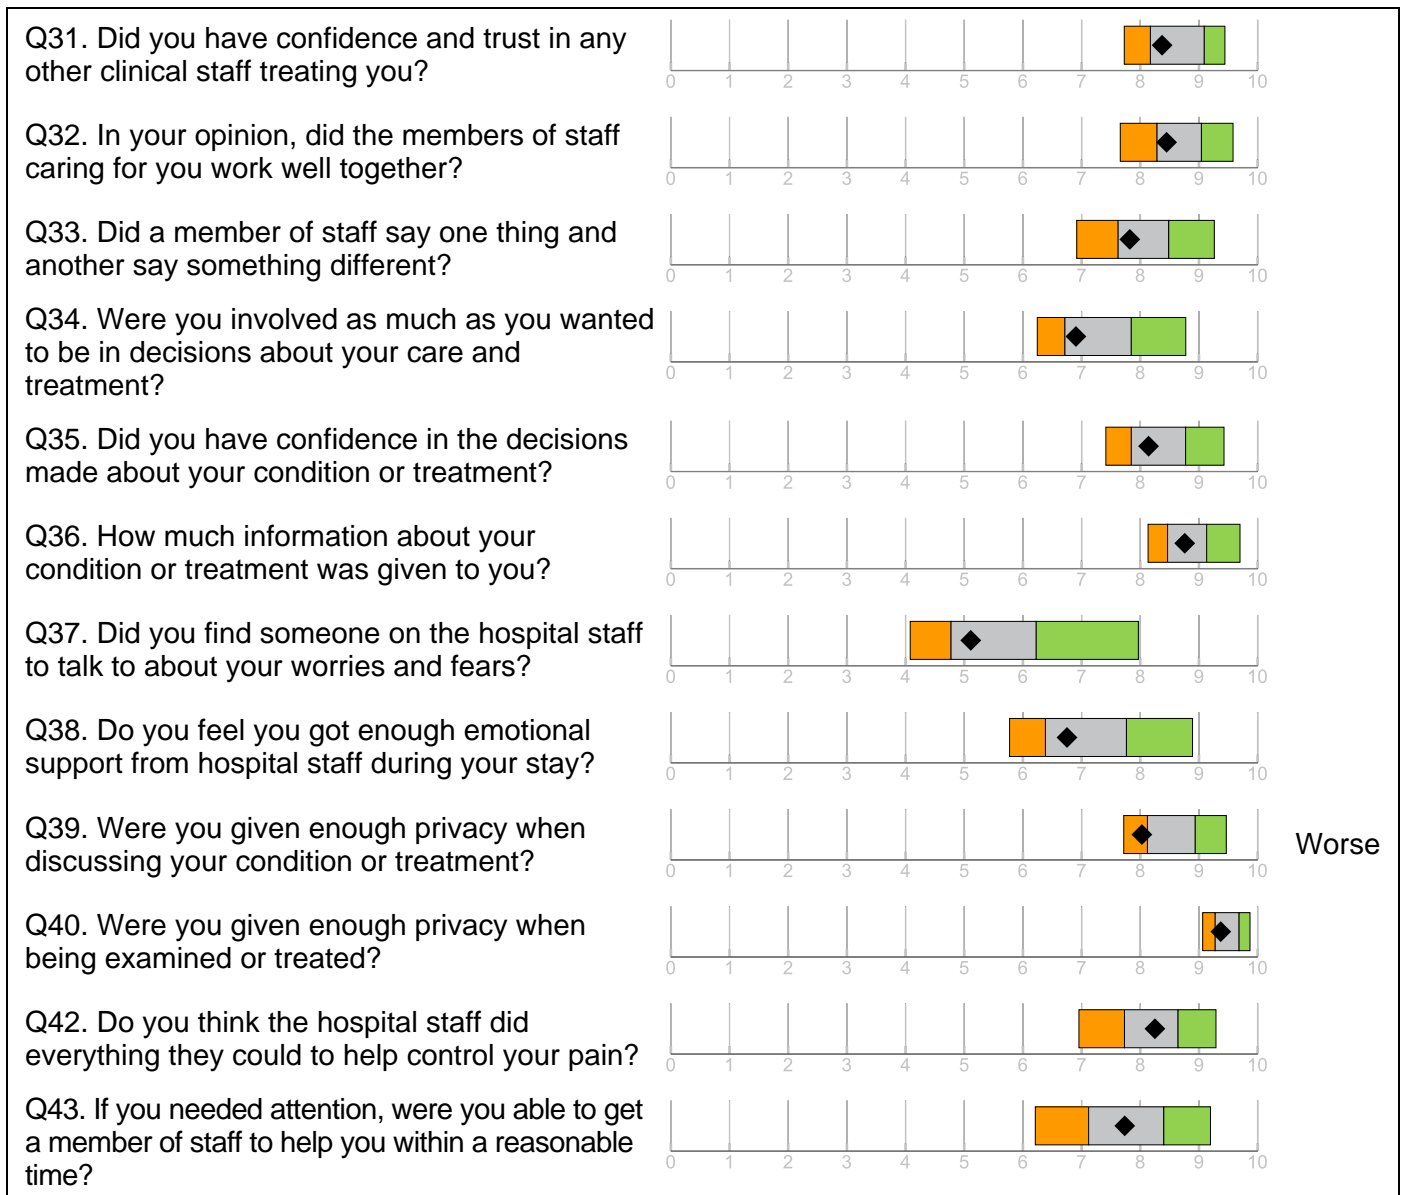 Q31. Did you have confidence and trust in any
other clinical staff treating you?
0 1 2 3 4 5 6 7 8 9 10
Q32. In your opinion, did the members of staff
caring for you work well together?
0 1 2 3 4 5 6 7 8 9 10
Q33. Did a member of staff say one thing and
another say something different?
0 1 2 3 4 5 6 7 8 9 10
Q34. Were you involved as much as you wanted
to be in decisions about your care and
treatment?
0 1 2 3 4 5 6 7 8 9 10
Q35. Did you have confidence in the decisions
made about your condition or treatment?
0 1 2 3 4 5 6 7 8 9 10
Q36. How much information about your
condition or treatment was given to you?
0 1 2 3 4 5 6 7 8 9 10
Q37. Did you find someone on the hospital staff
to talk to about your worries and fears?
0 1 2 3 4 5 6 7 8 9 10
Q38. Do you feel you got enough emotional
support from hospital staff during your stay?
0 1 2 3 4 5 6 7 8 9 10
Q39. Were you given enough privacy when
discussing your condition or treatment?
0 1 2 3 4 5 6 7 8 9 10
Worse
Q40. Were you given enough privacy when
being examined or treated?
0 1 2 3 4 5 6 7 8 9 10
Q42. Do you think the hospital staff did
everything they could to help control your pain?
0 1 2 3 4 5 6 7 8 9 10
Q43. If you needed attention, were you able to get
a member of staff to help you within a reasonable
time?
0 1 2 3 4 5 6 7 8 9 10